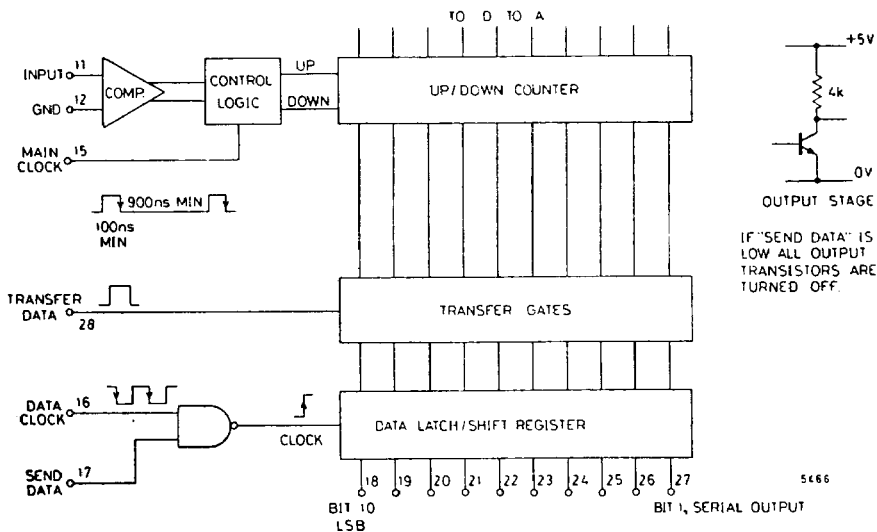 TO D TO A
INPUT 11
GND 12
COMP.
CONTROL
LOGIC
UP
DOWN
UP/DOWN COUNTER
MAIN
CLOCK
15
900ns MIN
100ns
MIN
+5V
4k
0V
OUTPUT STAGE
IF "SEND DATA" IS
LOW ALL OUTPUT
TRANSISTORS ARE
TURNED OFF.
TRANSFER
DATA
28
TRANSFER GATES
DATA
CLOCK
16
SEND
DATA
17
CLOCK
DATA LATCH/SHIFT REGISTER
18 19 20 21 22 23 24 25 26 27
BIT 10
LSB
BIT 1, SERIAL OUTPUT
5466